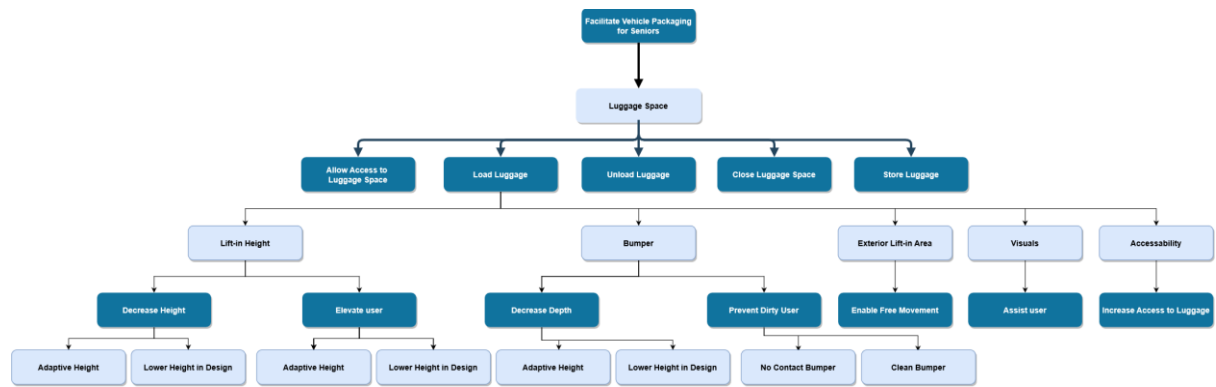 Facilitate Vehicle Packaging
for Seniors
Luggage Space
Allow Access to
Luggage Space
Load Luggage
Unload Luggage
Close Luggage Space
Store Luggage
Lift-in Height
Bumper
Exterior Lift-in Area
Visuals
Accessability
Decrease Height
Elevate user
Decrease Depth
Prevent Dirty User
Enable Free Movement
Assist user
Increase Access to Luggage
Adaptive Height
Lower Height in Design
Adaptive Height
Lower Height in Design
Adaptive Height
Lower Height in Design
No Contact Bumper
Clean Bumper